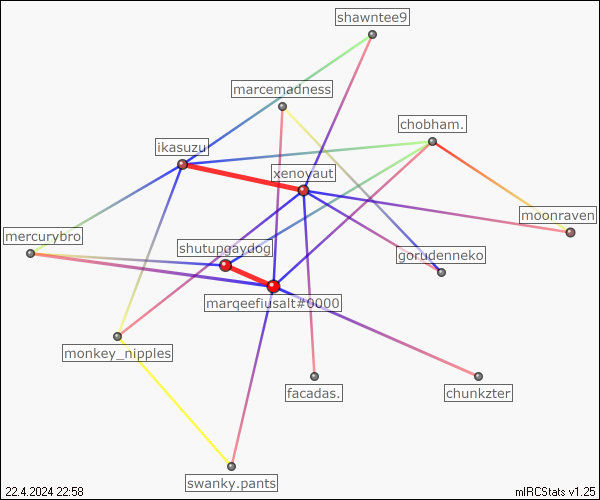 shawntee9
marcemadness
chobham.
ikasuzu
xenoyaut
moonraven
mercurybro
shutupgaydog
gorudenneko
marqeefiusalt#0000
monkey_nipples
facadas.
chunkzter
swanky.pants
22.4.2024 22:58
mIRCStats v1.25